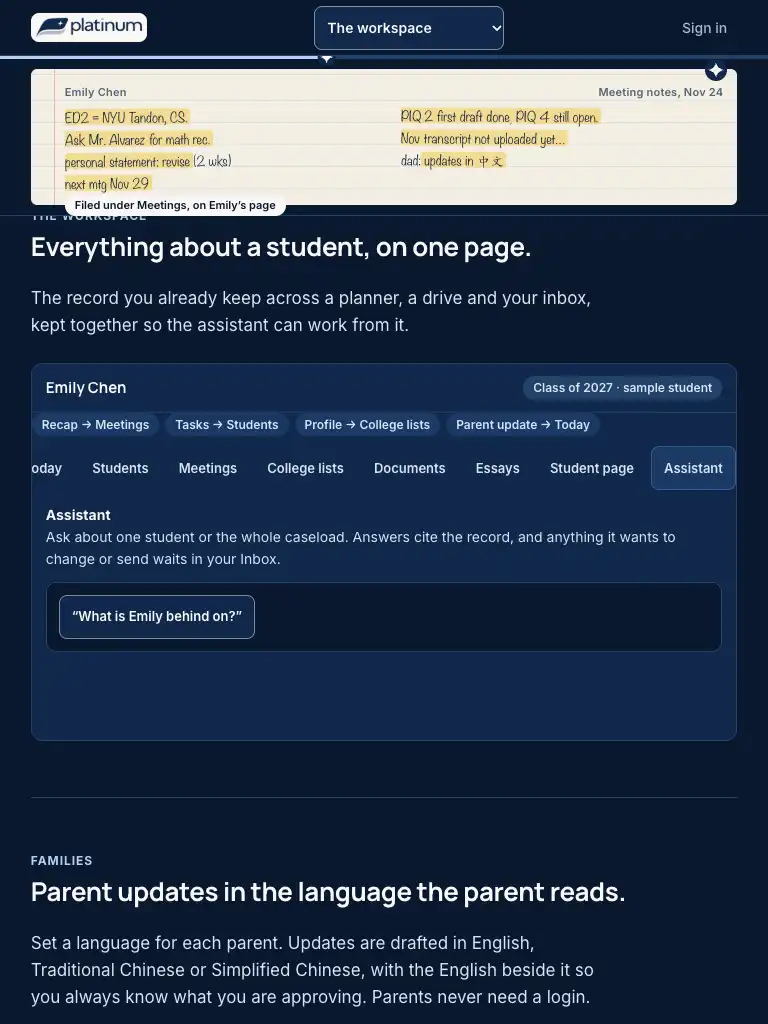 platinum
The workspace
Sign in
Emily Chen
Meeting notes, Nov 24
ED2 = NYU Tandon, CS.
Ask Mr. Alvarez for math rec.
personal statement: revise (2 wks)
next mtg Nov 29
PIQ 2 first draft done, PIQ 4 still open.
Nov transcript not uploaded yet...
dad: updates in 中文
Filed under Meetings, on Emily's page
THE WORKSPACE
Everything about a student, on one page.
The record you already keep across a planner, a drive and your inbox,
kept together so the assistant can work from it.
Emily Chen
Class of 2027 · sample student
Recap → Meetings
Tasks → Students
Profile → College lists
Parent update → Today
oday
Students
Meetings
College lists
Documents
Essays
Student page
Assistant
Assistant
Ask about one student or the whole caseload. Answers cite the record, and anything it wants to
change or send waits in your Inbox.
“What is Emily behind on?”
FAMILIES
Parent updates in the language the parent reads.
Set a language for each parent. Updates are drafted in English,
Traditional Chinese or Simplified Chinese, with the English beside it so
you always know what you are approving. Parents never need a login.